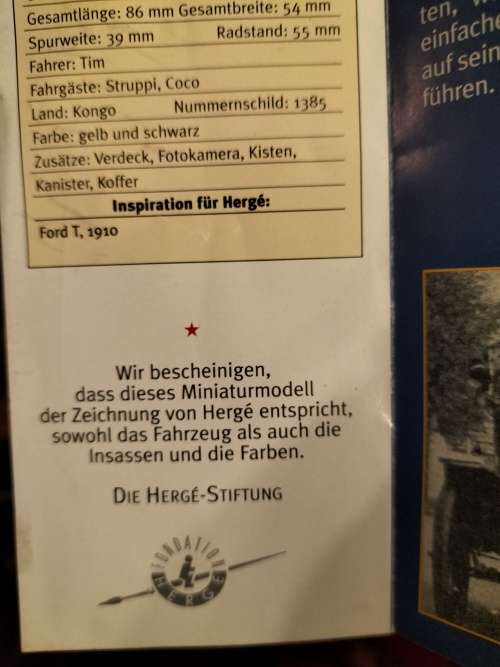 Gesamtlänge: 86 mm Gesamtbreite: 54 mm
Spurweite: 39 mm Radstand: 55 mm
Fahrer: Tim
Fahrgäste: Struppi, Coco
Land: Kongo Nummernschild: 1385
Farbe: gelb und schwarz
Zusätze: Verdeck, Fotokamera, Kisten,
Kanister, Koffer
Inspiration für Hergé:
Ford T, 1910
Wir bescheinigen,
dass dieses Miniaturmodell
der Zeichnung von Hergé entspricht,
sowohl das Fahrzeug als auch die
Insassen und die Farben.
DIE HERGÉ-STIFTUNG
FONDATION
HERGÉ
ten,
einfache
auf sein
führen.